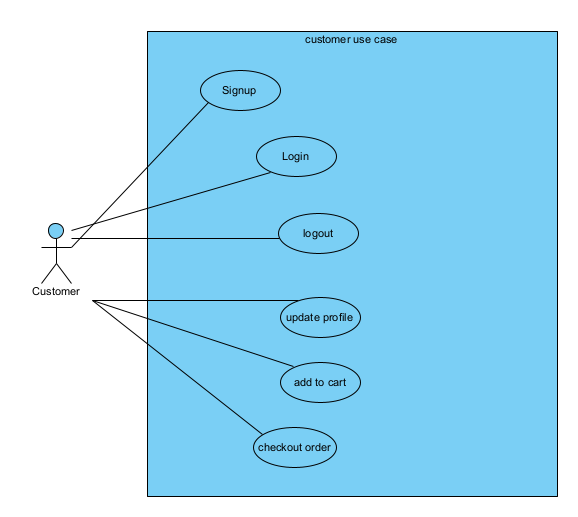 customer use case
Signup
Login
logout
Customer
update profile
add to cart
checkout order